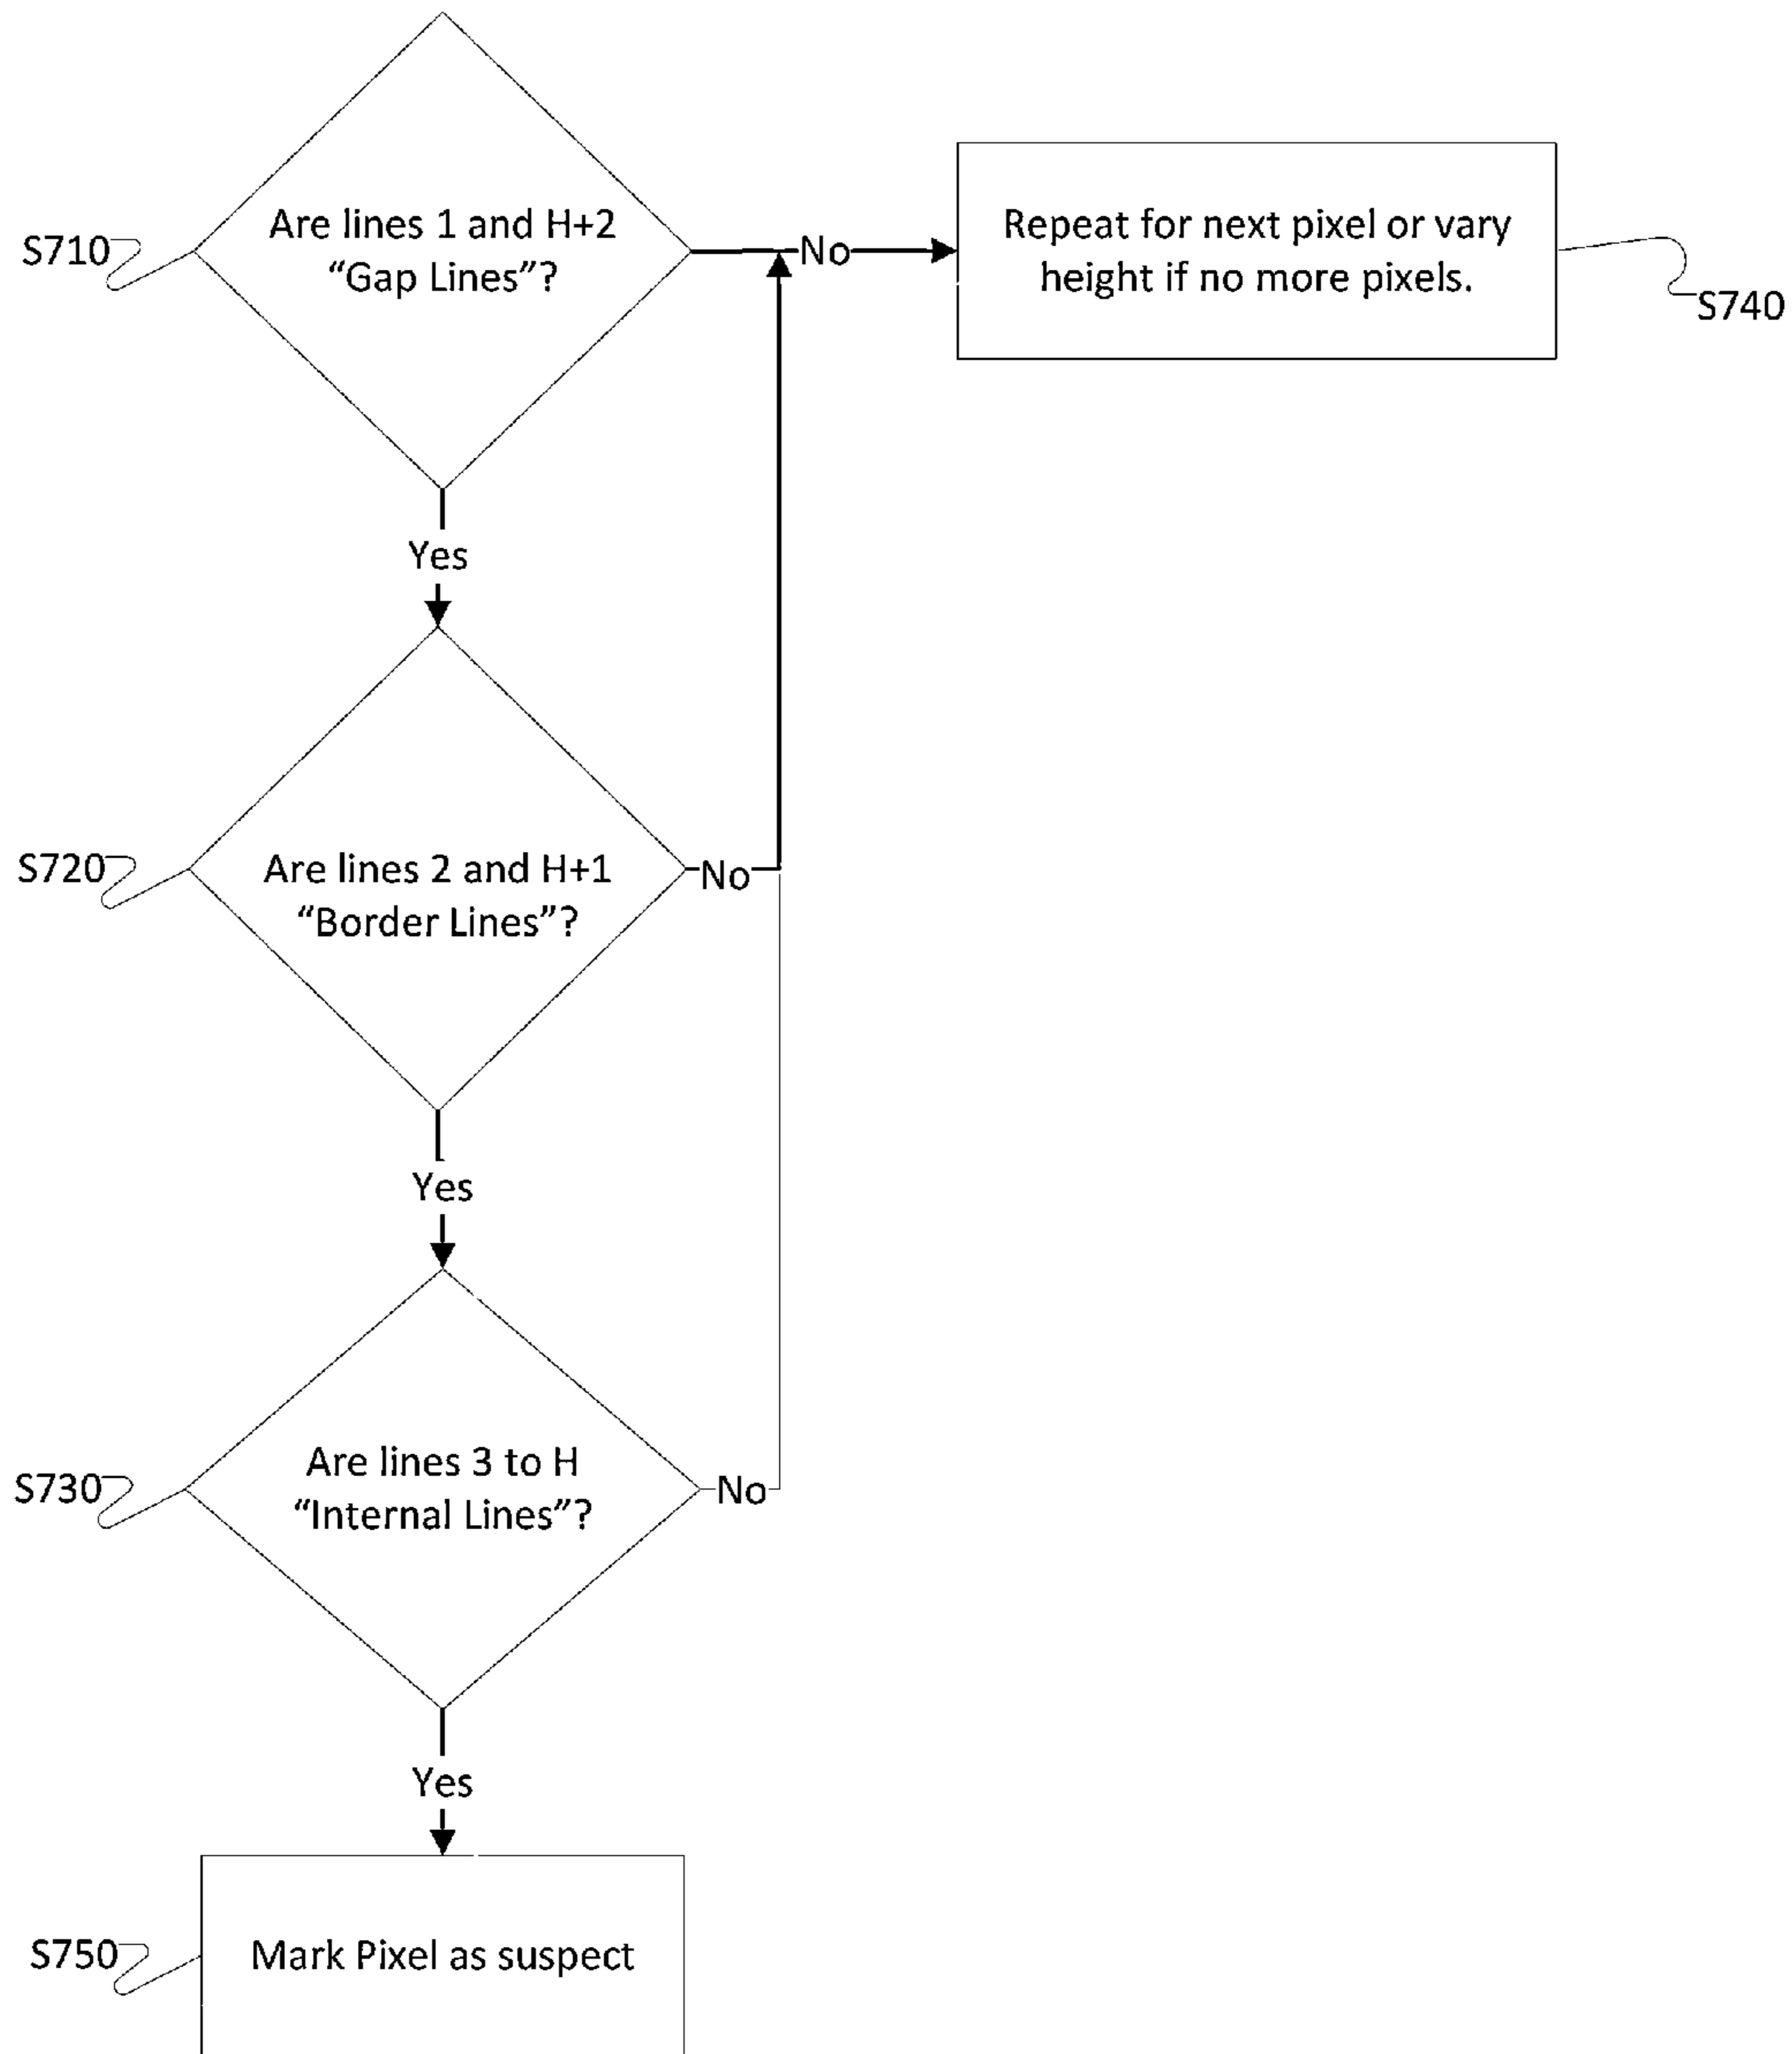 S710
Are lines 1 and H+2
“Gap Lines”?
No
Repeat for next pixel or vary
height if no more pixels.
S740
Yes
S720
Are lines 2 and H+1
“Border Lines”?
No
Yes
S730
Are lines 3 to H
“Internal Lines”?
No
Yes
S750
Mark Pixel as suspect